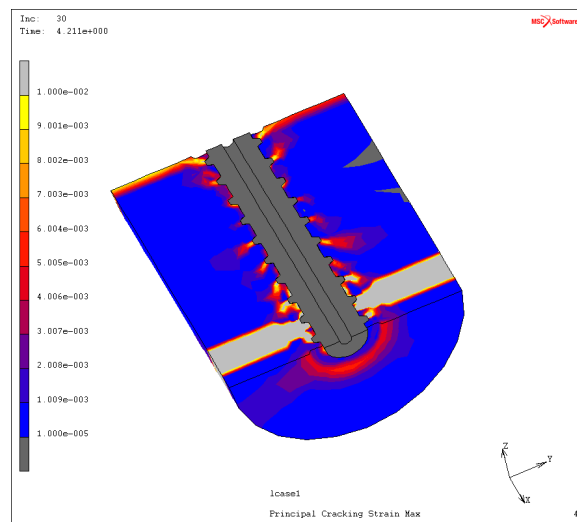 Inc: 30
Time: 4.211e+000
MSC Software
1.000e-002
9.001e-003
8.002e-003
7.003e-003
6.004e-003
5.005e-003
4.006e-003
3.007e-003
2.008e-003
1.009e-003
1.000e-005
Z
Y
X
lcase1
Principal Cracking Strain Max
4